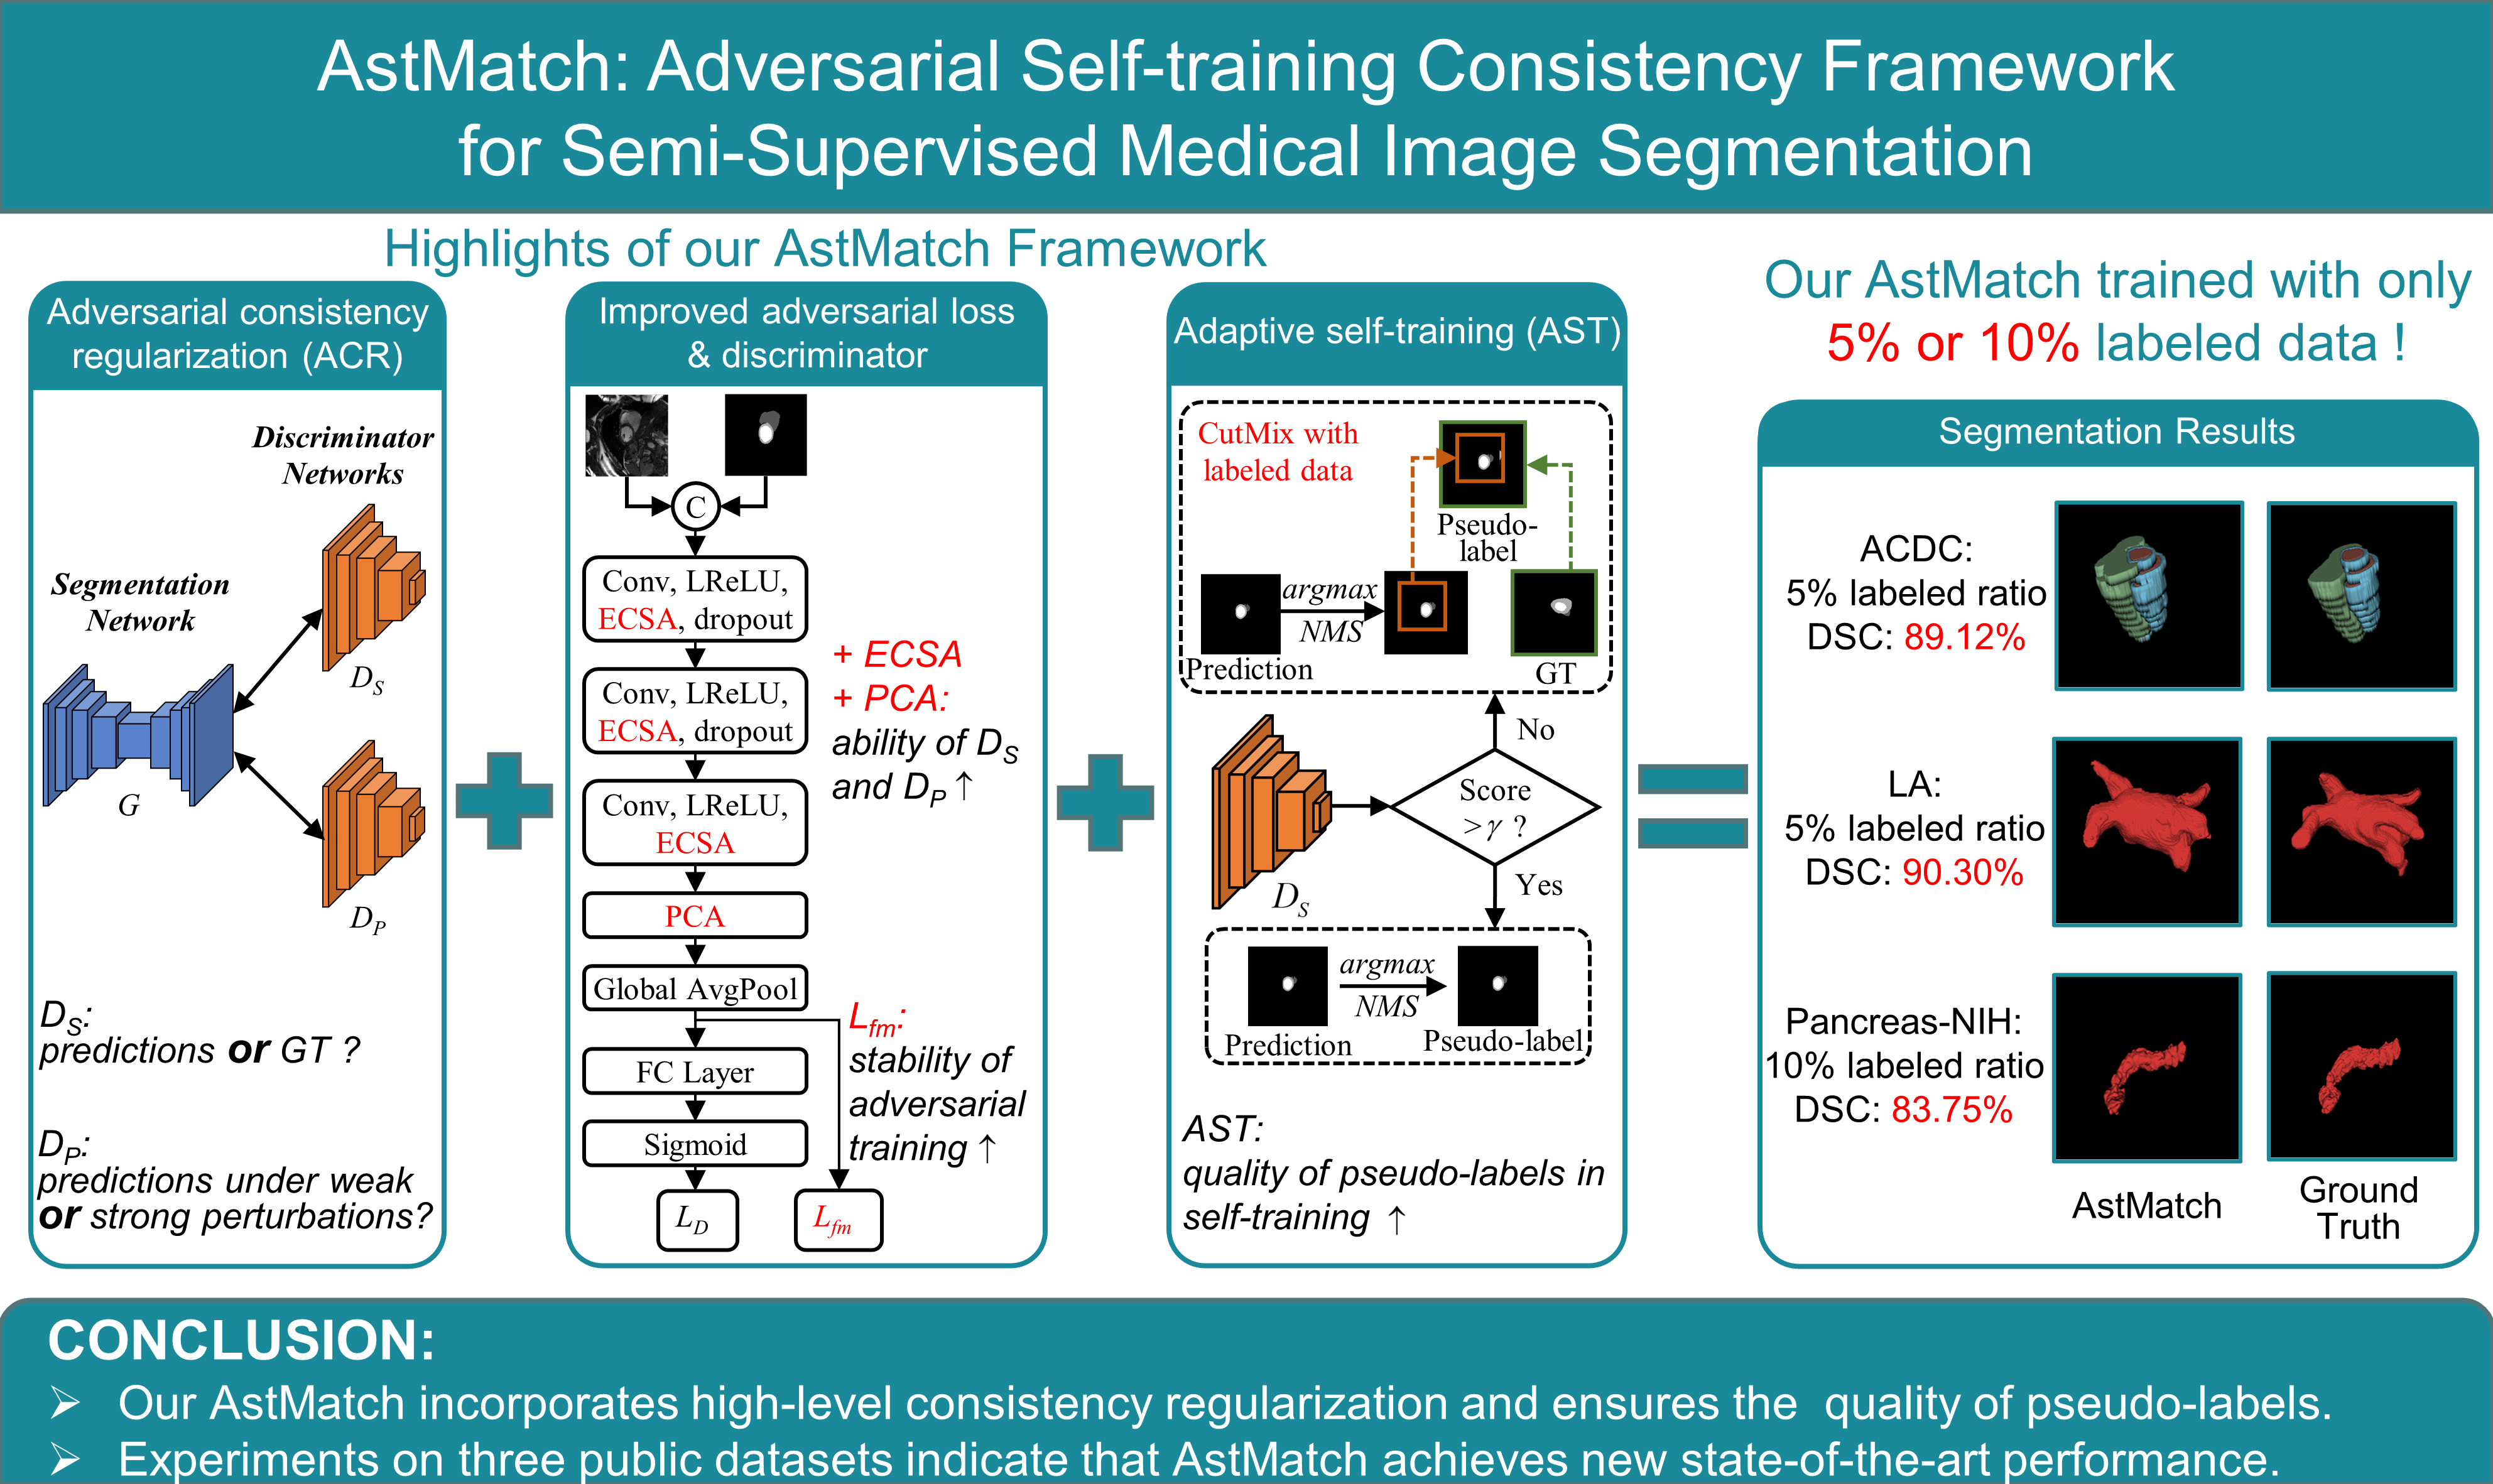 AstMatch: Adversarial Self-training Consistency Framework
for Semi-Supervised Medical Image Segmentation
Highlights of our AstMatch Framework
Adversarial consistency
regularization (ACR)
Discriminator
Networks
Segmentation
Network
D_S
G
D_P
D_S:
predictions or GT ?
D_P:
predictions under weak
or strong perturbations?
Improved adversarial loss
& discriminator
C
Conv, LReLU,
ECSA, dropout
Conv, LReLU,
ECSA, dropout
Conv, LReLU,
ECSA
PCA
Global AvgPool
FC Layer
Sigmoid
L_D
L_fm
+ ECSA
+ PCA:
ability of D_S
and D_P ↑
L_fm:
stability of
adversarial
training ↑
Adaptive self-training (AST)
CutMix with
labeled data
Pseudo-
label
argmax
NMS
Prediction
GT
No
Score
> γ ?
Yes
D_S
argmax
NMS
Prediction
Pseudo-label
AST:
quality of pseudo-labels in
self-training ↑
Our AstMatch trained with only
5% or 10% labeled data !
Segmentation Results
ACDC:
5% labeled ratio
DSC: 89.12%
LA:
5% labeled ratio
DSC: 90.30%
Pancreas-NIH:
10% labeled ratio
DSC: 83.75%
AstMatch
Ground
Truth
CONCLUSION:
➢ Our AstMatch incorporates high-level consistency regularization and ensures the  quality of pseudo-labels.
➢ Experiments on three public datasets indicate that AstMatch achieves new state-of-the-art performance.